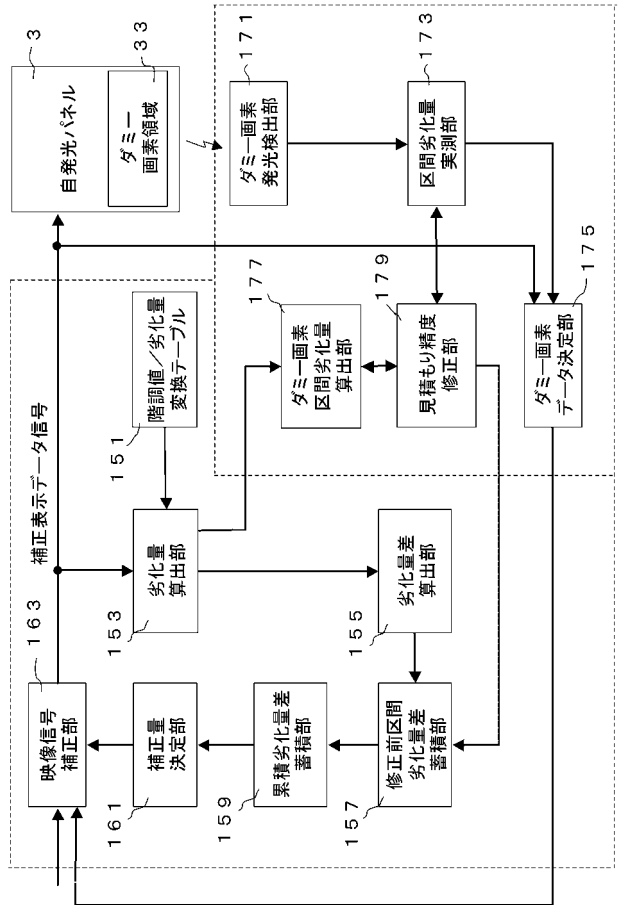 163
映像信号
補正部
補正表示データ信号
3
自発光パネル
33
ダミー
画素領域
161
補正量
決定部
153
劣化量
算出部
151
階調値／劣化量
変換テーブル
171
ダミー画素
発光検出部
159
累積劣化量差
蓄積部
177
ダミー画素
区間劣化量
算出部
173
区間劣化量
実測部
157
修正前区間
劣化量差
蓄積部
155
劣化量差
算出部
179
見積もり精度
修正部
175
ダミー画素
データ決定部